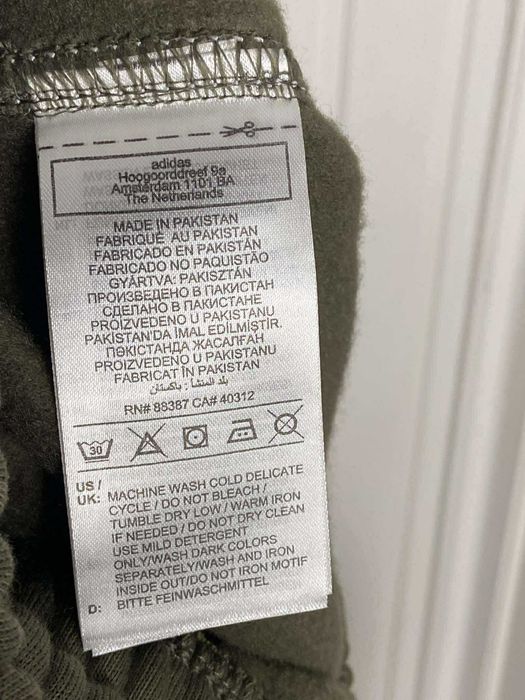 adidas
Hoogoorddreef 9a
Amsterdam 1101 BA
The Netherlands
MADE IN PAKISTAN
FABRIQUÉ AU PAKISTAN
FABRICADO EN PAKISTÁN
FABRICADO NO PAQUISTÃO
GYÁRTVA: PAKISZTÁN
ПРОИЗВЕДЕНО В ПАКИСТАН
СДЕЛАНО В ПАКИСТАНЕ
PROIZVEDENO U PAKISTANU
PAKISTAN'DA IMAL EDİLMİŞTİR.
ПӘКІСТАНДА ЖАСАЛҒАН
PROIZVEDENO U PAKISTANU
FABRICAT ÎN PAKISTAN
بلد المنشأ: باكستان
RN# 88387 CA# 40312
30
US / UK: MACHINE WASH COLD DELICATE
CYCLE / DO NOT BLEACH /
TUMBLE DRY LOW / WARM IRON
IF NEEDED / DO NOT DRY CLEAN
USE MILD DETERGENT
ONLY/WASH DARK COLORS
SEPARATELY/WASH AND IRON
INSIDE OUT/DO NOT IRON MOTIF
D: BITTE FEINWASCHMITTEL